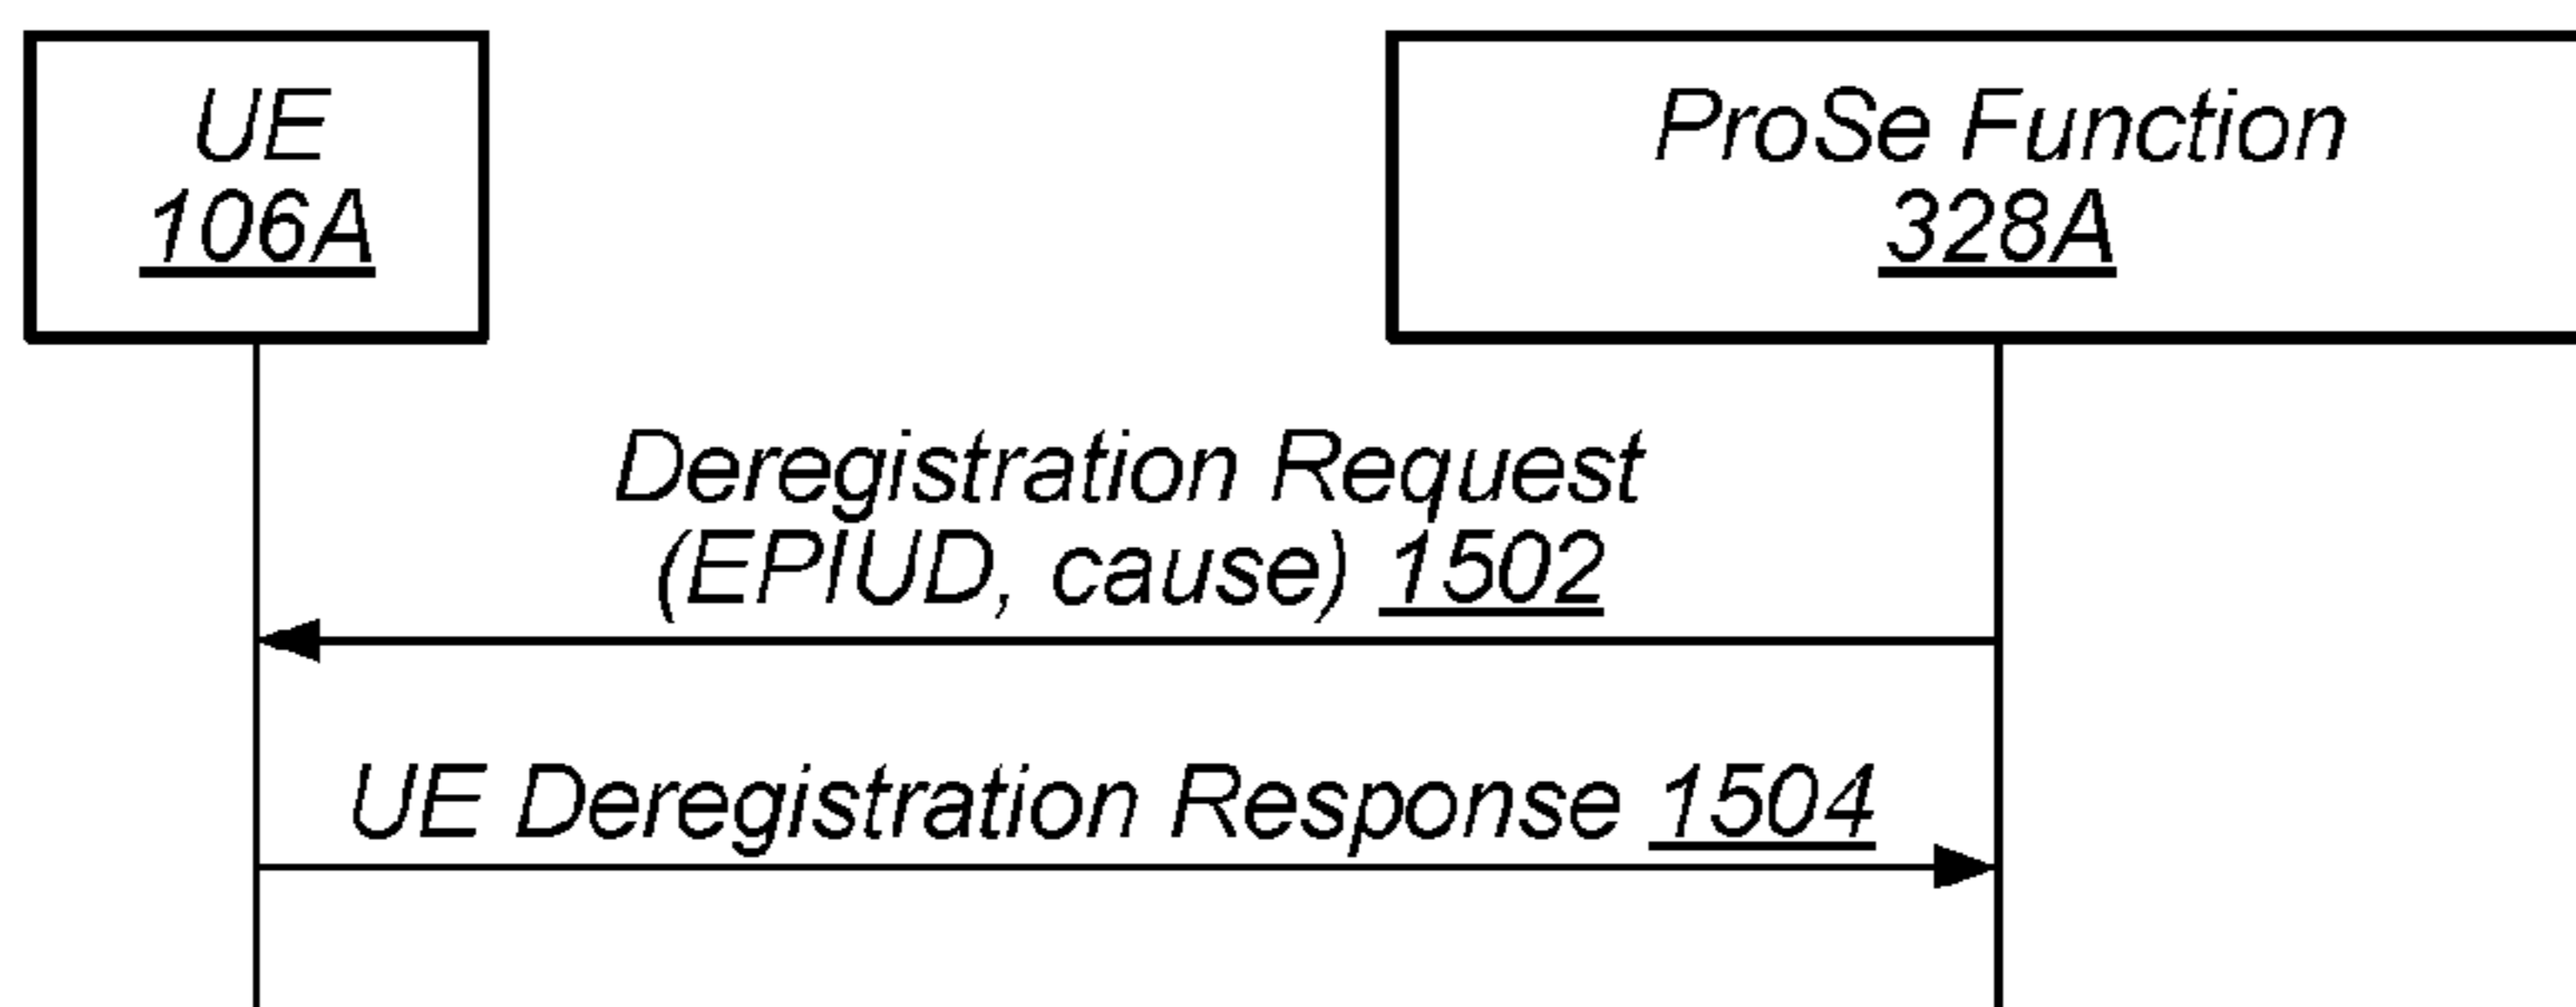 UE
106A
ProSe Function
328A
Deregistration Request
(EPIUD, cause) 1502
UE Deregistration Response 1504